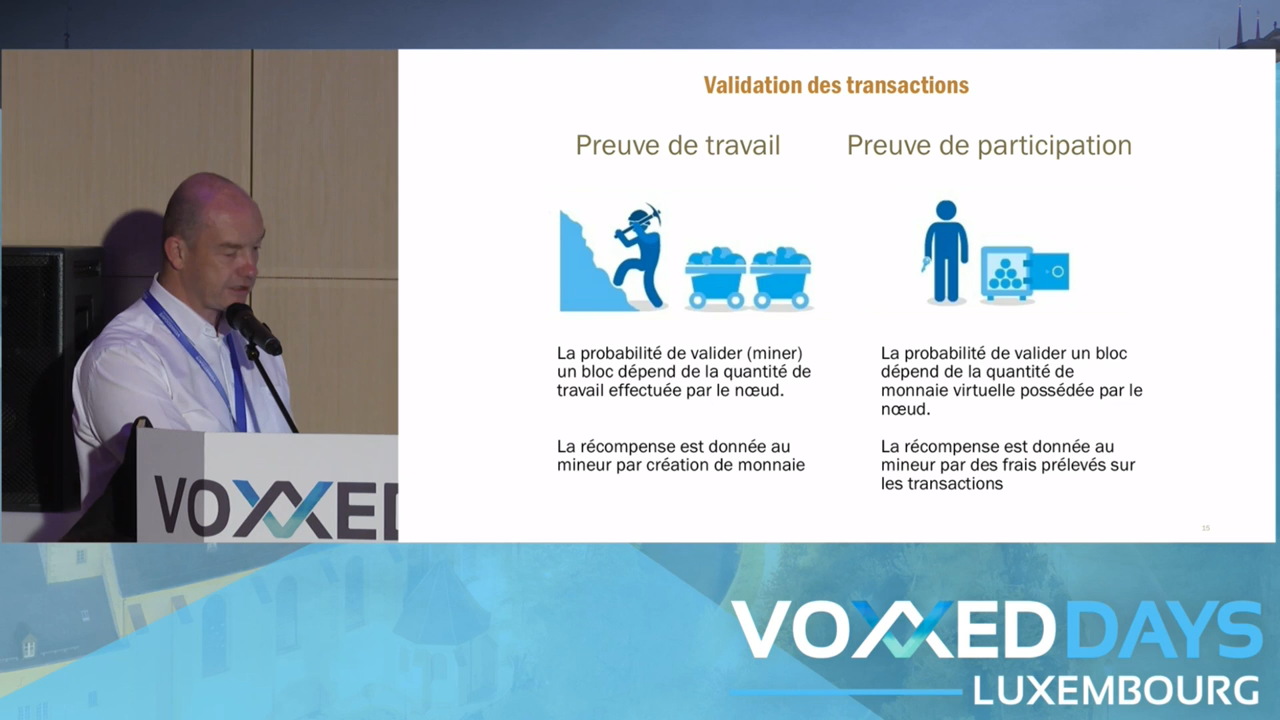 Validation des transactions
Preuve de travail
Preuve de participation
La probabilité de valider (miner)
un bloc dépend de la quantité de
travail effectuée par le nœud.
La récompense est donnée au
mineur par création de monnaie
La probabilité de valider un bloc
dépend de la quantité de
monnaie virtuelle possédée par le
nœud.
La récompense est donnée au
mineur par des frais prélevés sur
les transactions
15
VOXXED
VOXXED DAYS
LUXEMBOURG